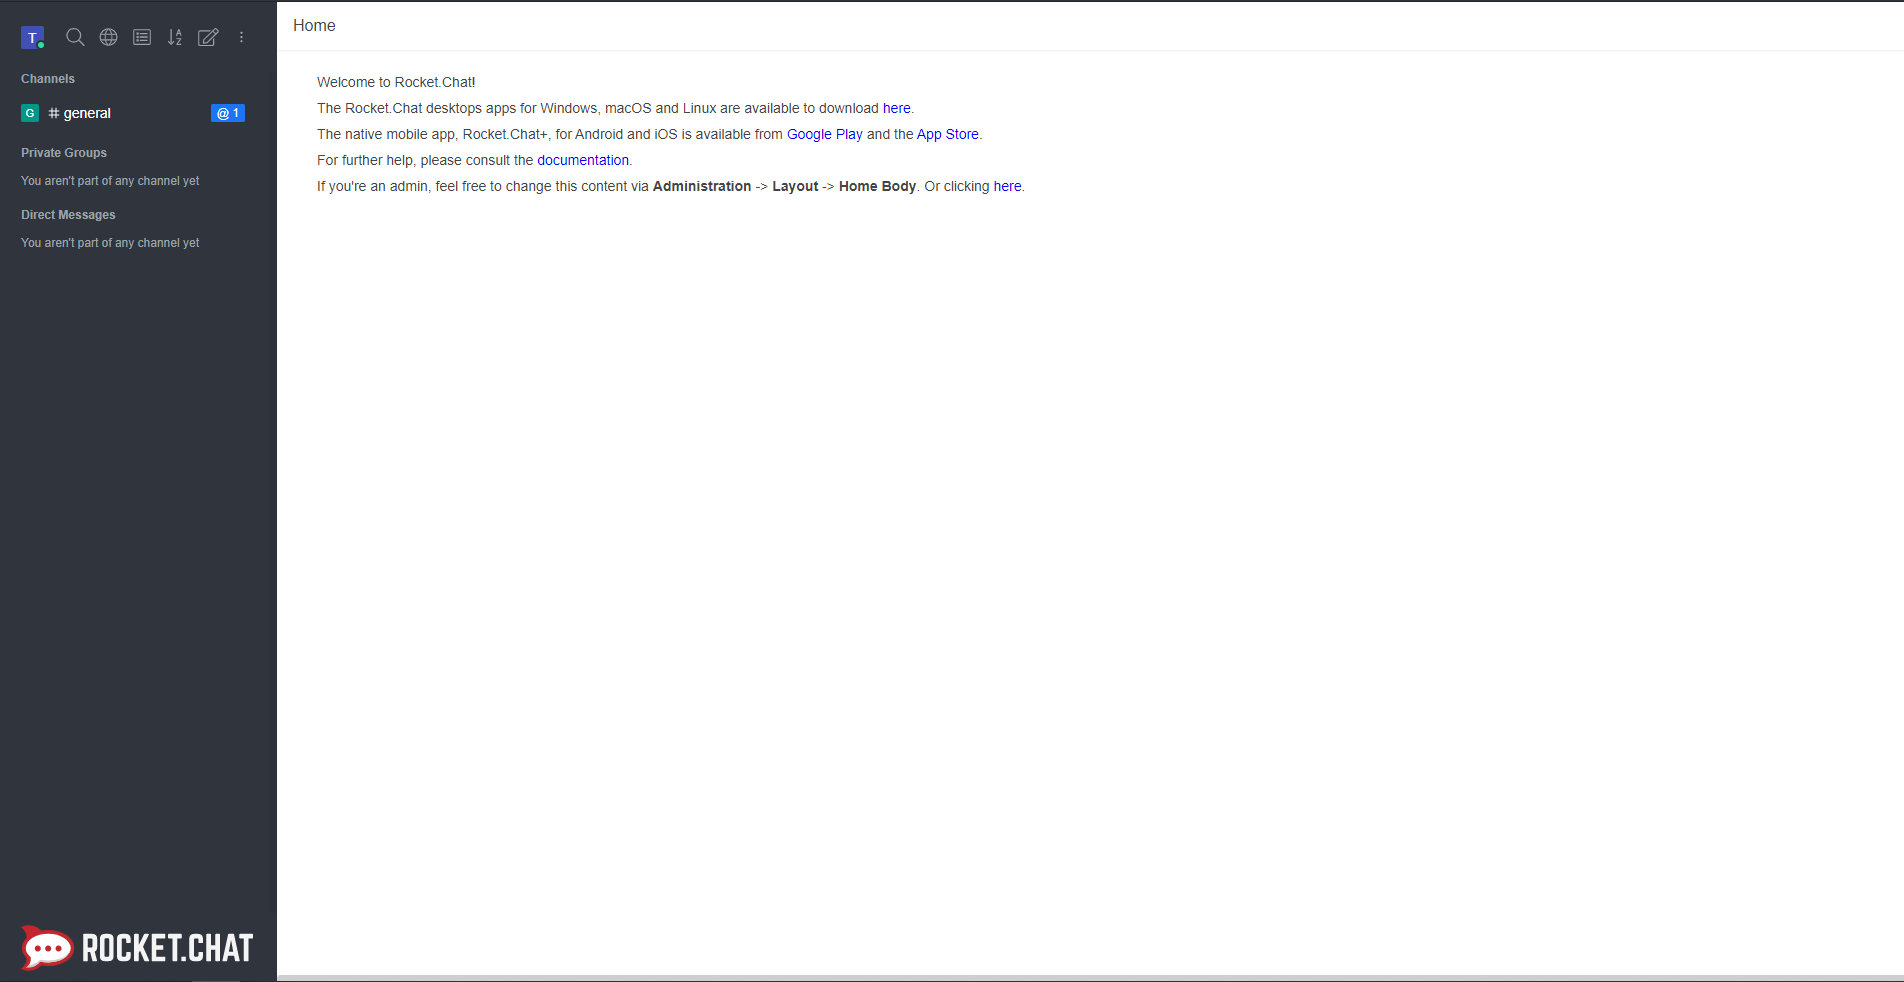 T
Channels
G # general @ 1
Private Groups
You aren't part of any channel yet
Direct Messages
You aren't part of any channel yet
ROCKET.CHAT
Home
Welcome to Rocket.Chat!
The Rocket.Chat desktops apps for Windows, macOS and Linux are available to download here.
The native mobile app, Rocket.Chat+, for Android and iOS is available from Google Play and the App Store.
For further help, please consult the documentation.
If you're an admin, feel free to change this content via Administration -> Layout -> Home Body. Or clicking here.